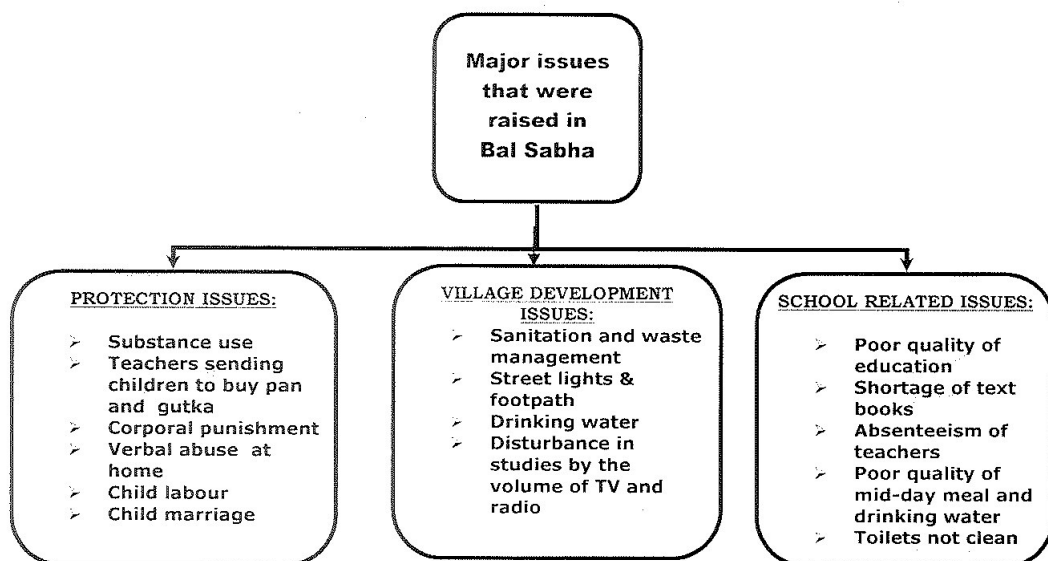 Major issues
that were
raised in
Bal Sabha
PROTECTION ISSUES:
➢ Substance use
➢ Teachers sending
children to buy pan
and gutka
➢ Corporal punishment
➢ Verbal abuse at
home
➢ Child labour
➢ Child marriage
VILLAGE DEVELOPMENT
ISSUES:
➢ Sanitation and waste
management
➢ Street lights &
footpath
➢ Drinking water
➢ Disturbance in
studies by the
volume of TV and
radio
SCHOOL RELATED ISSUES:
➢ Poor quality of
education
➢ Shortage of text
books
➢ Absenteeism of
teachers
➢ Poor quality of
mid-day meal and
drinking water
➢ Toilets not clean